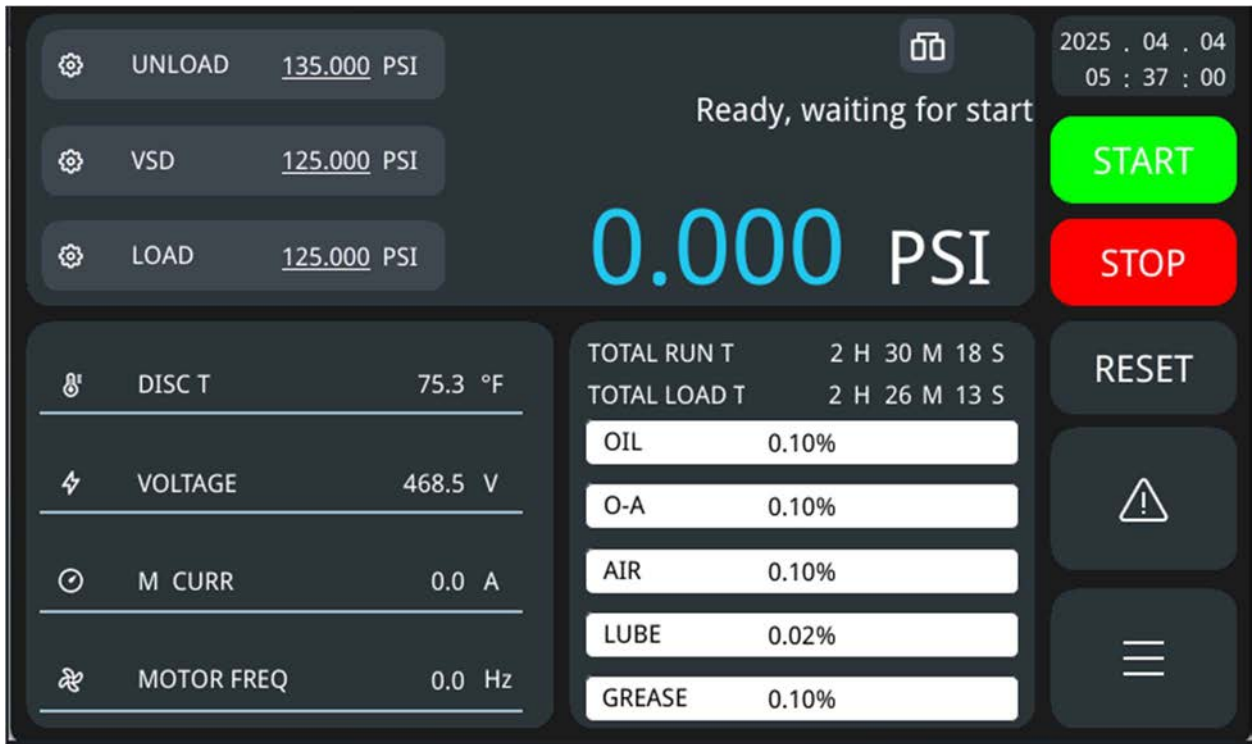 UNLOAD 135.000 PSI
VSD 125.000 PSI
LOAD 125.000 PSI
Ready, waiting for start
0.000 PSI
2025 . 04 . 04
05 : 37 : 00
START
STOP
RESET
DISC T 75.3 °F
VOLTAGE 468.5 V
M CURR 0.0 A
MOTOR FREQ 0.0 Hz
TOTAL RUN T 2 H 30 M 18 S
TOTAL LOAD T 2 H 26 M 13 S
OIL 0.10%
O-A 0.10%
AIR 0.10%
LUBE 0.02%
GREASE 0.10%